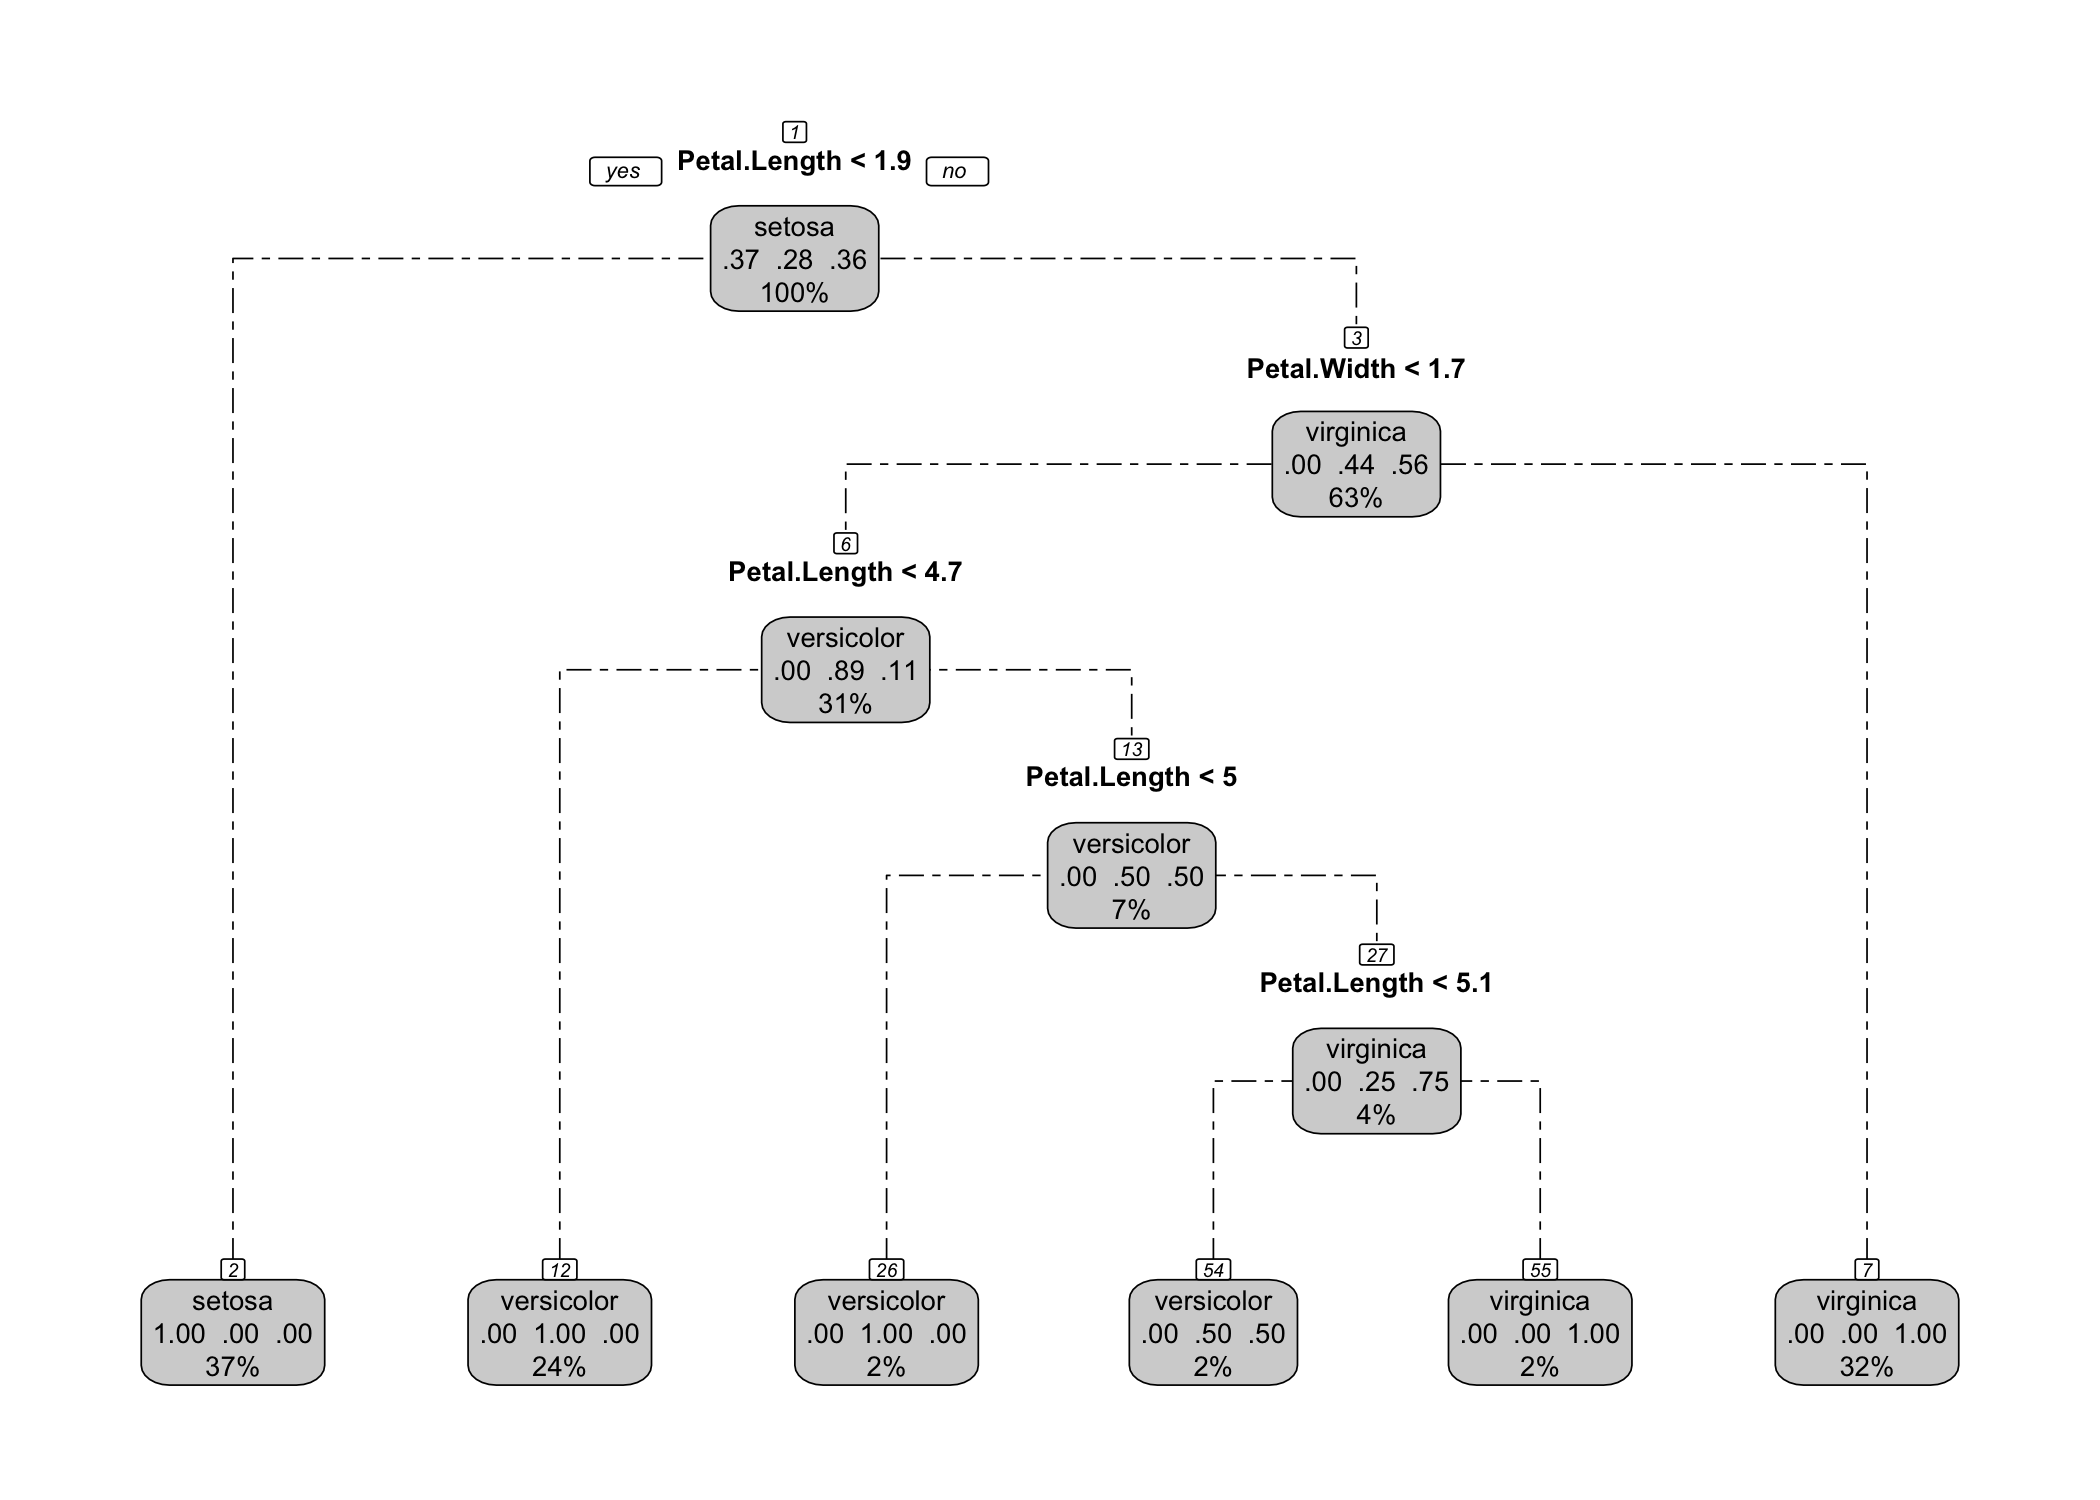 1
yes Petal.Length < 1.9 no
setosa
.37 .28 .36
100%
3
Petal.Width < 1.7
virginica
.00 .44 .56
63%
6
Petal.Length < 4.7
versicolor
.00 .89 .11
31%
13
Petal.Length < 5
versicolor
.00 .50 .50
7%
27
Petal.Length < 5.1
virginica
.00 .25 .75
4%
2
setosa
1.00 .00 .00
37%
12
versicolor
.00 1.00 .00
24%
26
versicolor
.00 1.00 .00
2%
54
versicolor
.00 .50 .50
2%
55
virginica
.00 .00 1.00
2%
7
virginica
.00 .00 1.00
32%